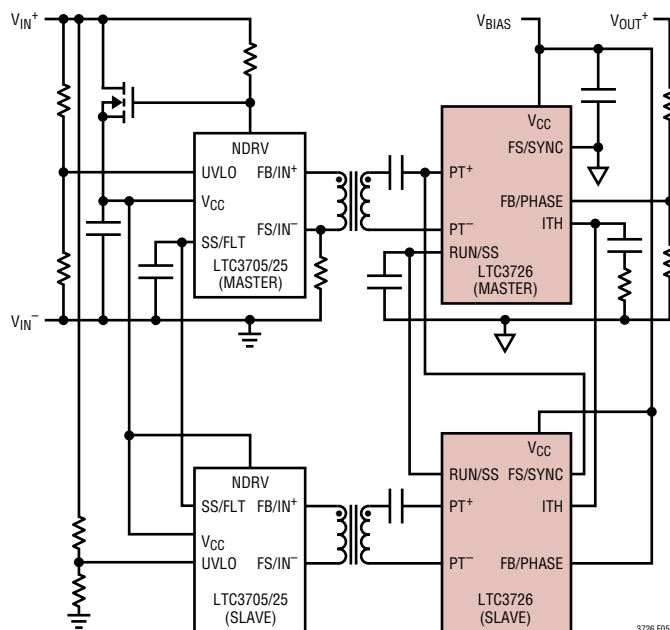 VIN+
VBIAS
VOUT+
NDRV
UVLO
FB/IN+
VCC
FS/IN−
SS/FLT
LTC3705/25
(MASTER)
VCC
FS/SYNC
PT+
FB/PHASE
ITH
PT−
RUN/SS
LTC3726
(MASTER)
VIN−
NDRV
SS/FLT
FB/IN+
VCC
UVLO
FS/IN−
LTC3705/25
(SLAVE)
VCC
RUN/SS
FS/SYNC
PT+
ITH
PT−
FB/PHASE
LTC3726
(SLAVE)
3726 F05